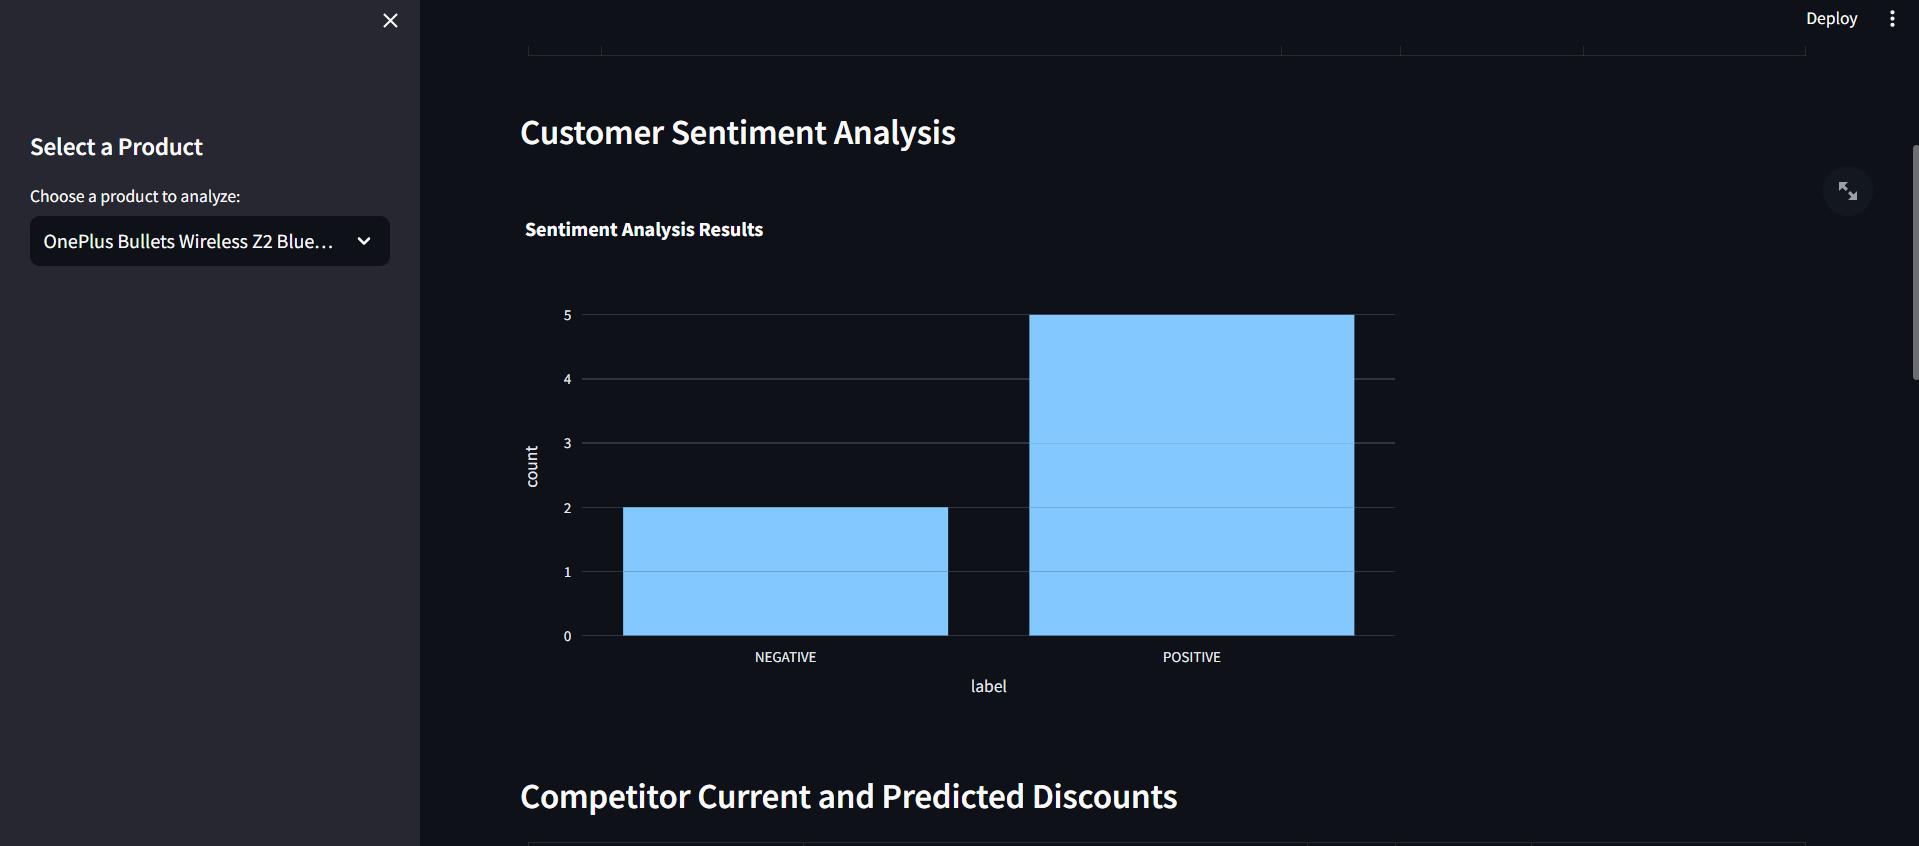 Deploy
Select a Product
Choose a product to analyze:
OnePlus Bullets Wireless Z2 Blue...
Customer Sentiment Analysis
Sentiment Analysis Results
5
4
3
2
1
0
count
NEGATIVE
POSITIVE
label
Competitor Current and Predicted Discounts